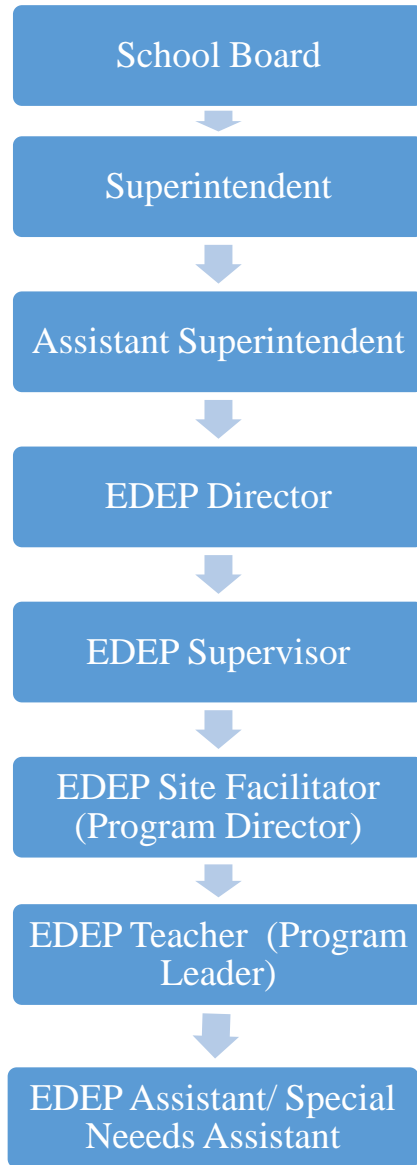 School Board
Superintendent
Assistant Superintendent
EDEP Director
EDEP Supervisor
EDEP Site Facilitator
(Program Director)
EDEP Teacher (Program
Leader)
EDEP Assistant/ Special
Neeeds Assistant